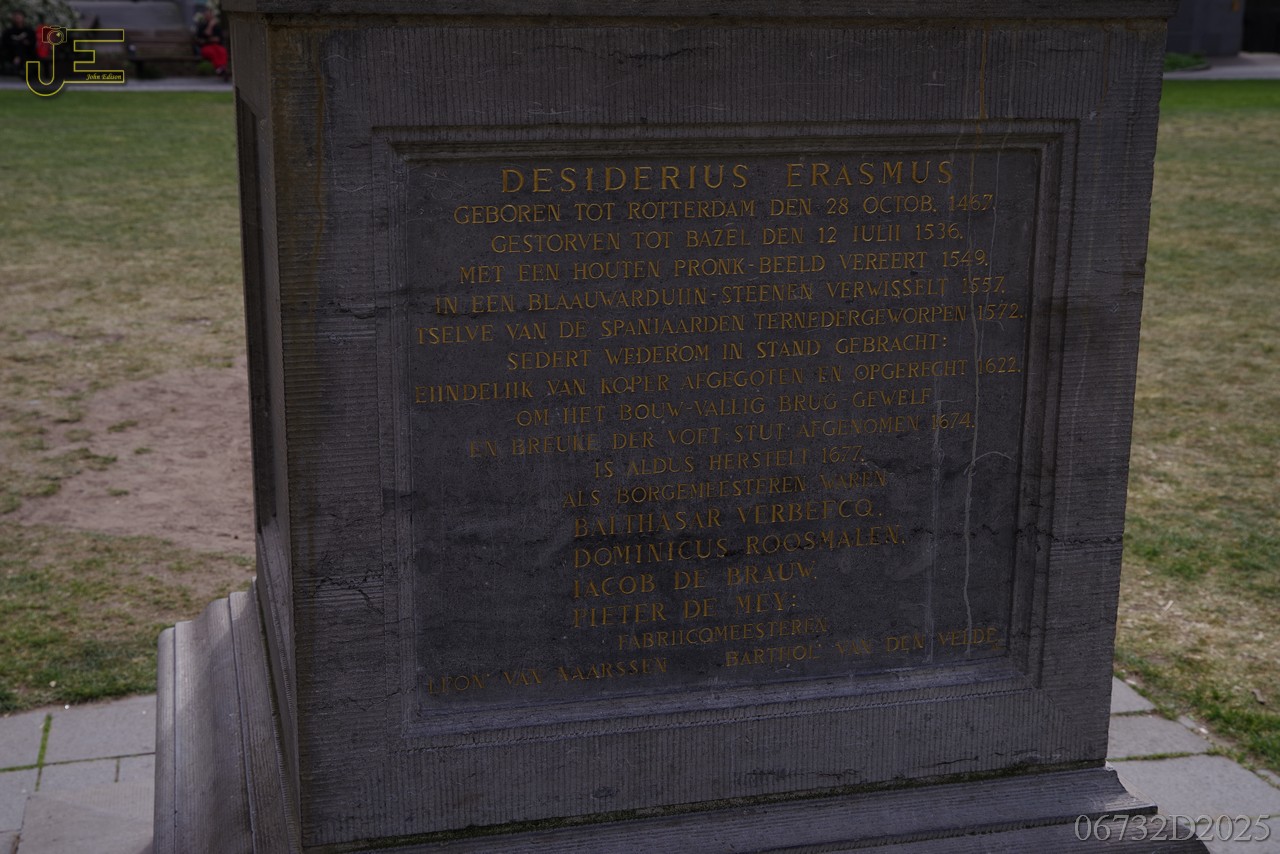 John Edison
DESIDERIUS ERASMUS
GEBOREN TOT ROTTERDAM DEN 28 OCTOB. 1467.
GESTORVEN TOT BAZEL DEN 12 IULII 1536.
MET EEN HOUTEN PRONK-BEELD VEREERT 1549.
IN EEN BLAAUWARDUIIN-STEENEN VERWISSELT 1557.
TSELVE VAN DE SPANIAARDEN TERNEDERGEWORPEN 1572.
SEDERT WEDEROM IN STAND GEBRACHT:
EIINDELIIK VAN KOPER AFGEGOTEN EN OPGERECHT 1622.
OM HET BOUW-VALLIG BRUG-GEWELF
EN BREUKE DER VOET-STUT AFGENOMEN 1674.
IS ALDUS HERSTELT 1677.
ALS BORGEMEESTEREN WAREN
BALTHASAR VERBEECQ.
DOMINICUS ROOSMALEN.
IACOB DE BRAUW.
PIETER DE MEY:
FABRIICQMEESTEREN
LEON' VAN NAARSSEN BARTHOL' VAN DEN VELDE
06732D2025